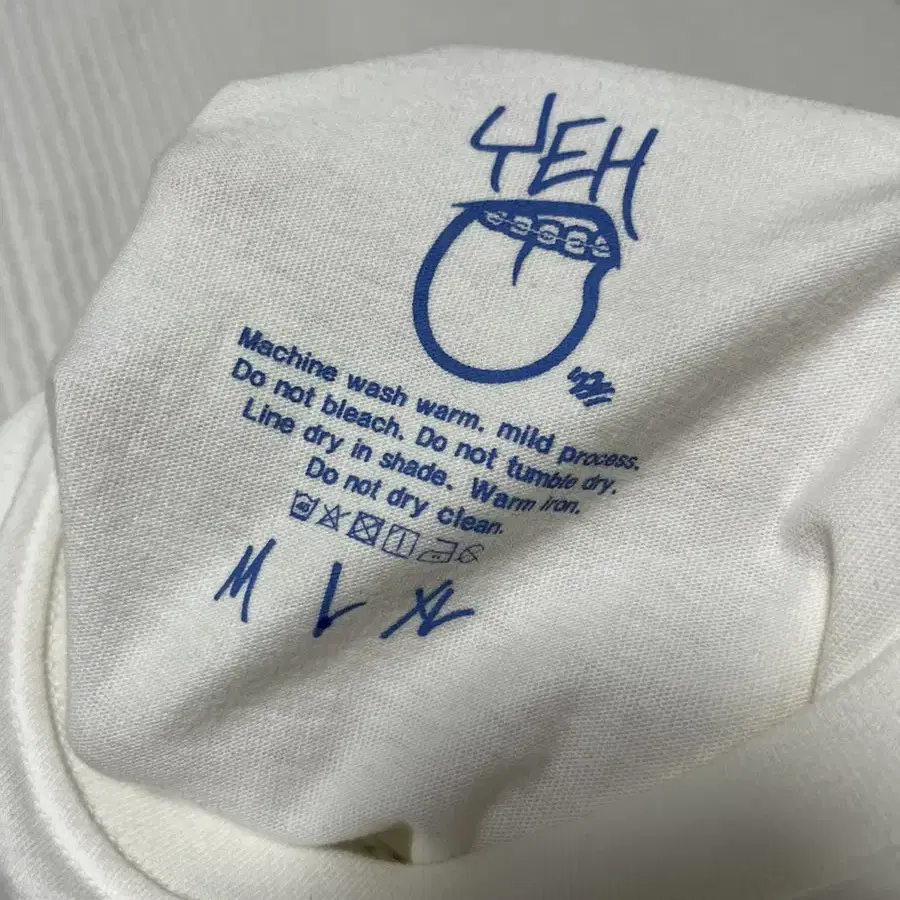 YEH
Machine wash warm. mild process.
Do not bleach. Do not tumble dry.
Line dry in shade. Warm iron.
Do not dry clean.
M L XL